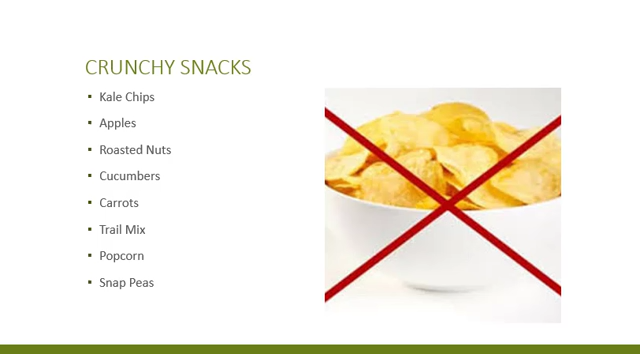 CRUNCHY SNACKS
▪ Kale Chips
▪ Apples
▪ Roasted Nuts
▪ Cucumbers
▪ Carrots
▪ Trail Mix
▪ Popcorn
▪ Snap Peas